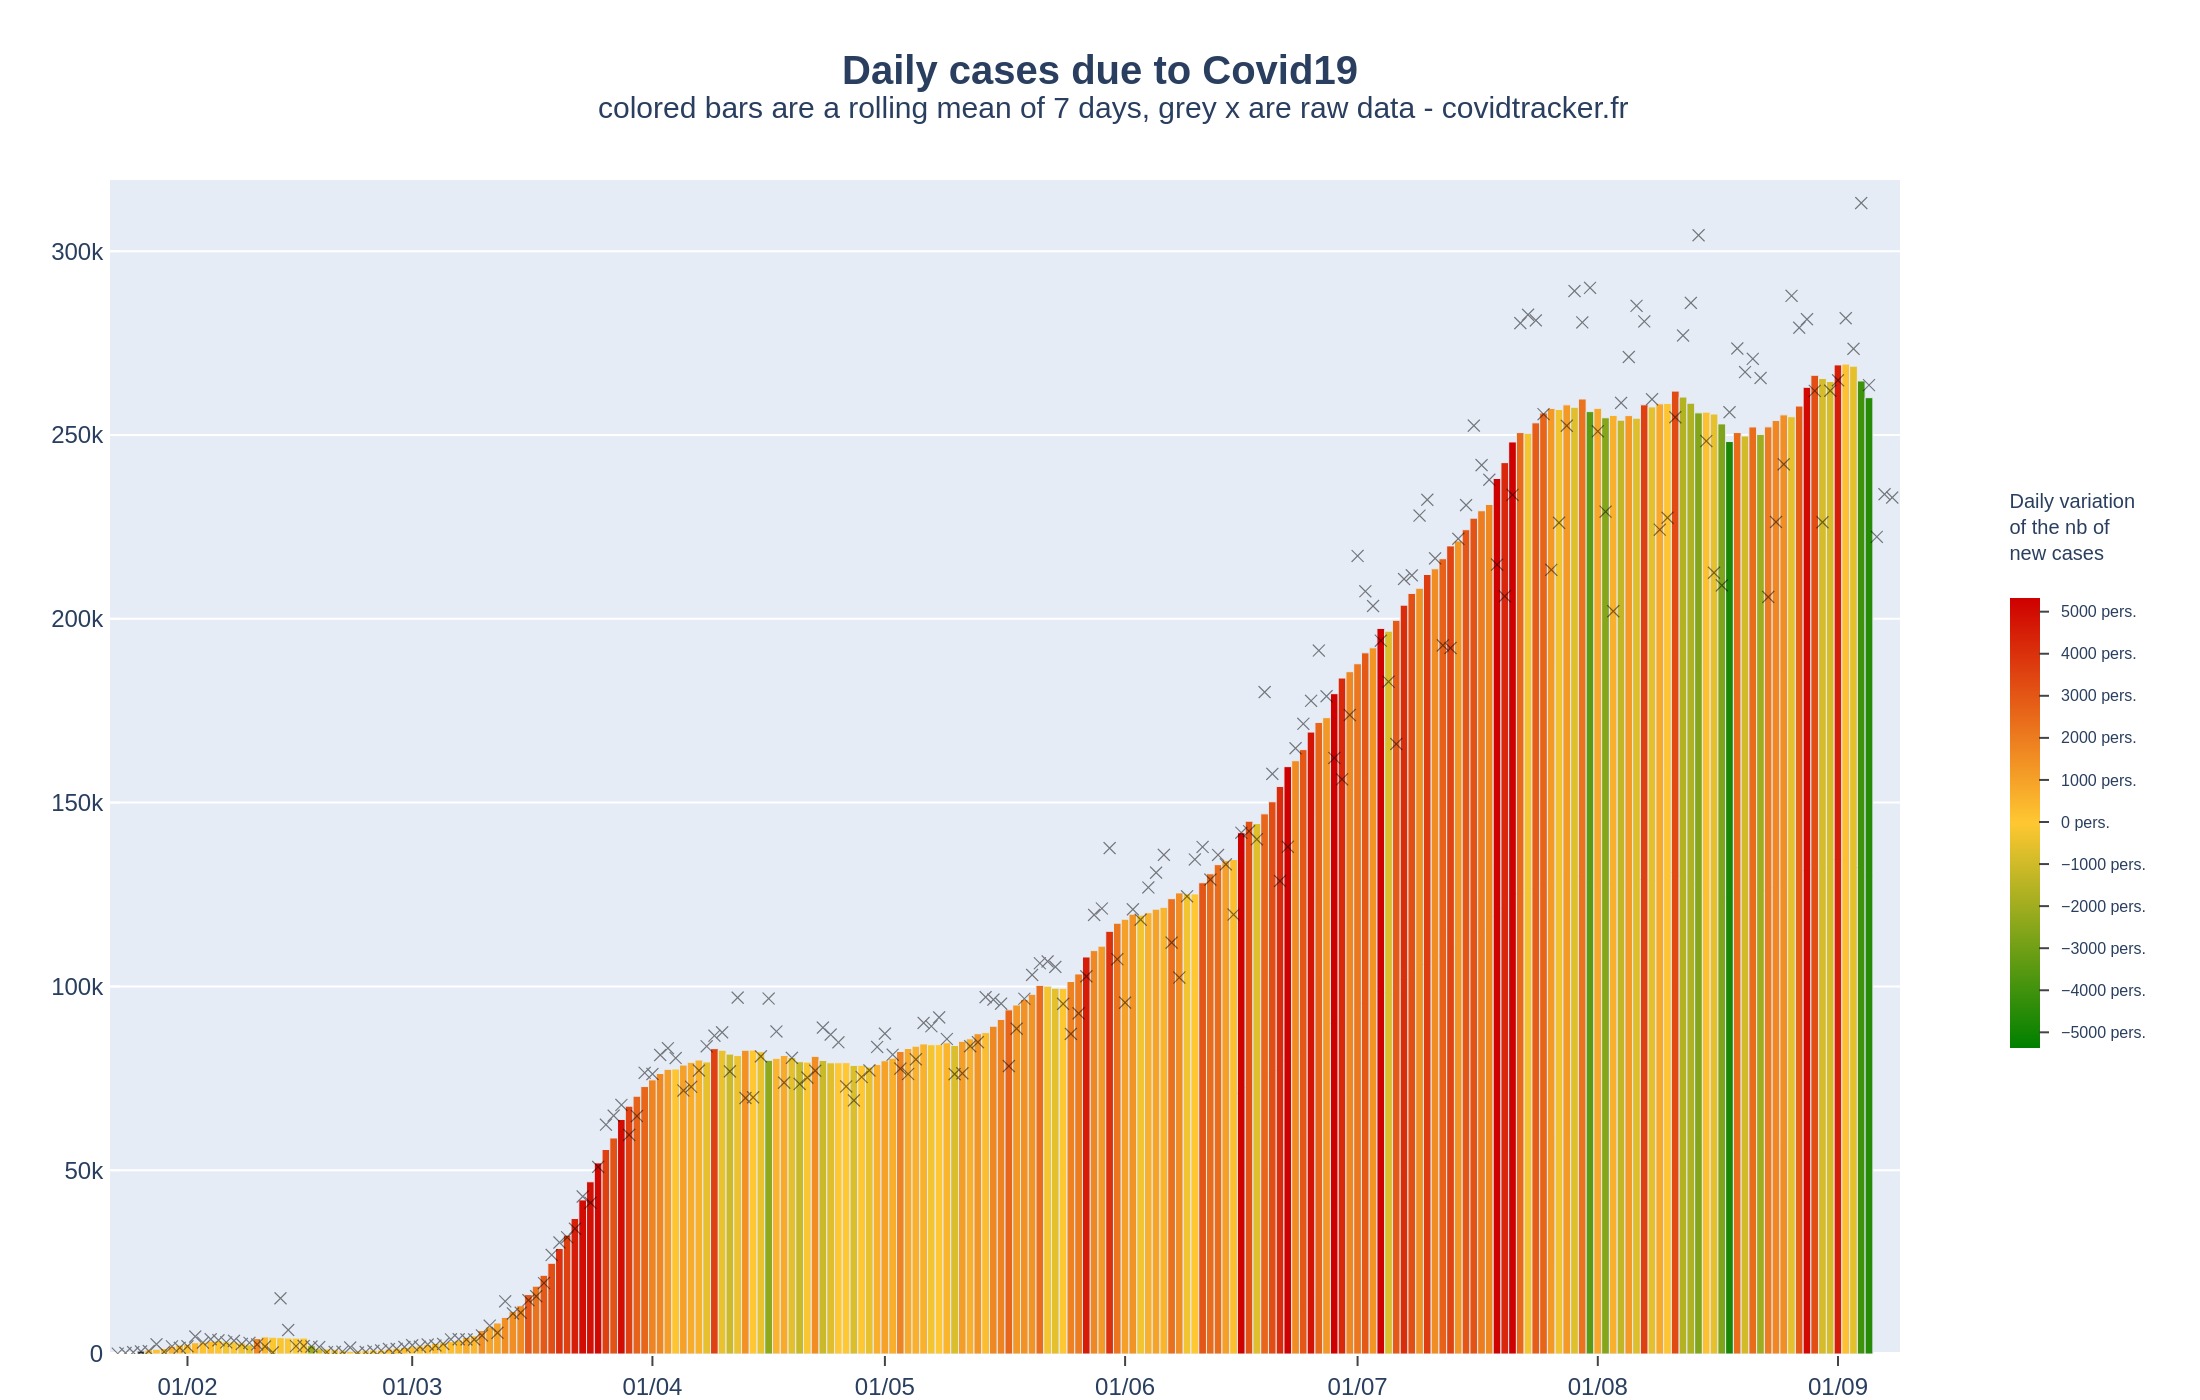 Daily cases due to Covid19
colored bars are a rolling mean of 7 days, grey x are raw data - covidtracker.fr
300k
250k
200k
150k
100k
50k
0
01/02 01/03 01/04 01/05 01/06 01/07 01/08 01/09
Daily variation
of the nb of
new cases
5000 pers.
4000 pers.
3000 pers.
2000 pers.
1000 pers.
0 pers.
−1000 pers.
−2000 pers.
−3000 pers.
−4000 pers.
−5000 pers.